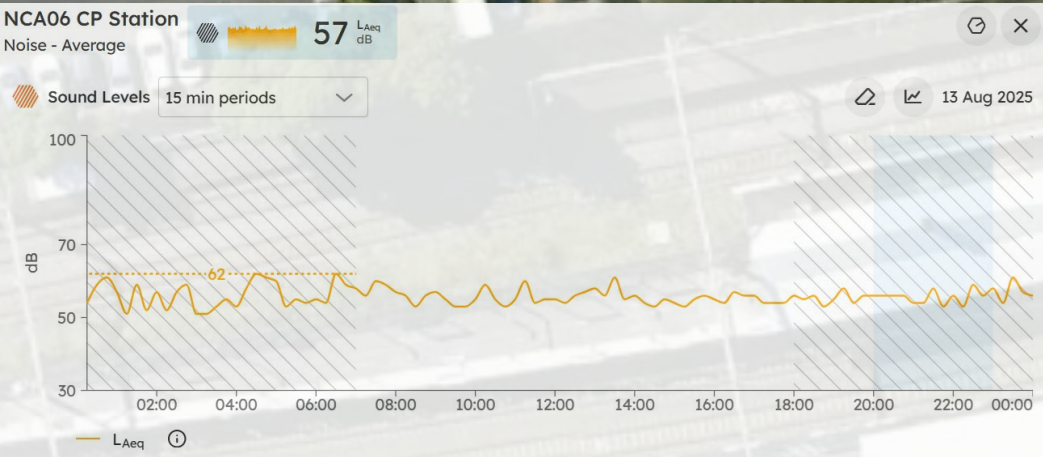 NCA06 CP Station
Noise - Average
57 LAeq dB
Sound Levels 15 min periods
13 Aug 2025
100
70
50
30
dB
62
02:00 04:00 06:00 08:00 10:00 12:00 14:00 16:00 18:00 20:00 22:00 00:00
LAeq